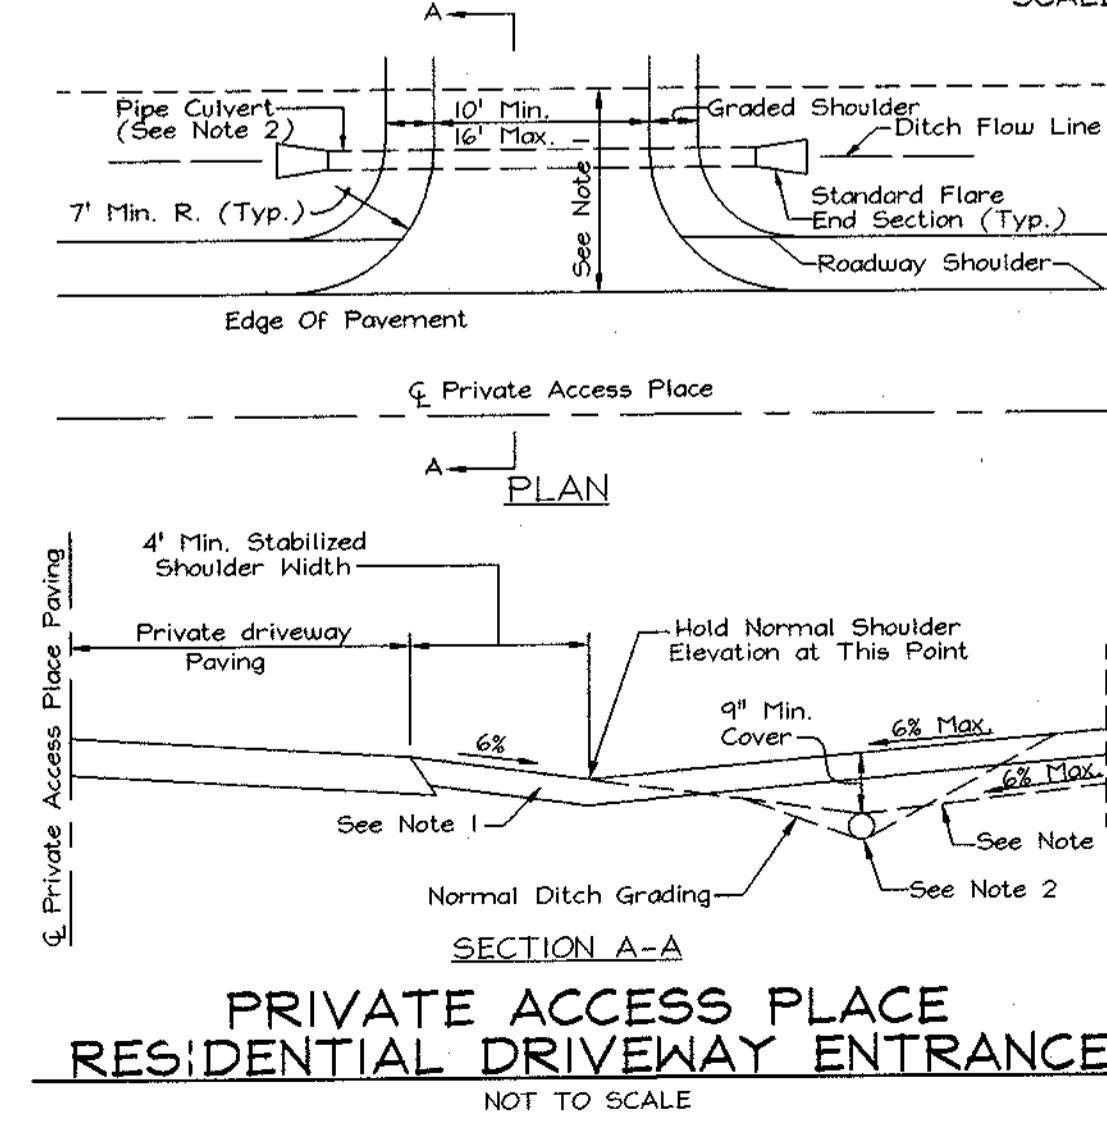 A
Pipe Culvert
(See Note 2)
10' Min.
16' Max.
Graded Shoulder
Ditch Flow Line
7' Min. R. (Typ.)
See Note 1
Standard Flare
End Section (Typ.)
Roadway Shoulder
Edge Of Pavement
℄ Private Access Place
A
PLAN
4' Min. Stabilized
Shoulder Width
Private driveway
Paving
Hold Normal Shoulder
Elevation at This Point
9" Min.
Cover
6%
6% Max.
6% Max.
See Note 1
See Note
See Note 2
Normal Ditch Grading
℄ Private Access Place Paving
SECTION A-A
PRIVATE ACCESS PLACE
RESIDENTIAL DRIVEWAY ENTRANCE
NOT TO SCALE